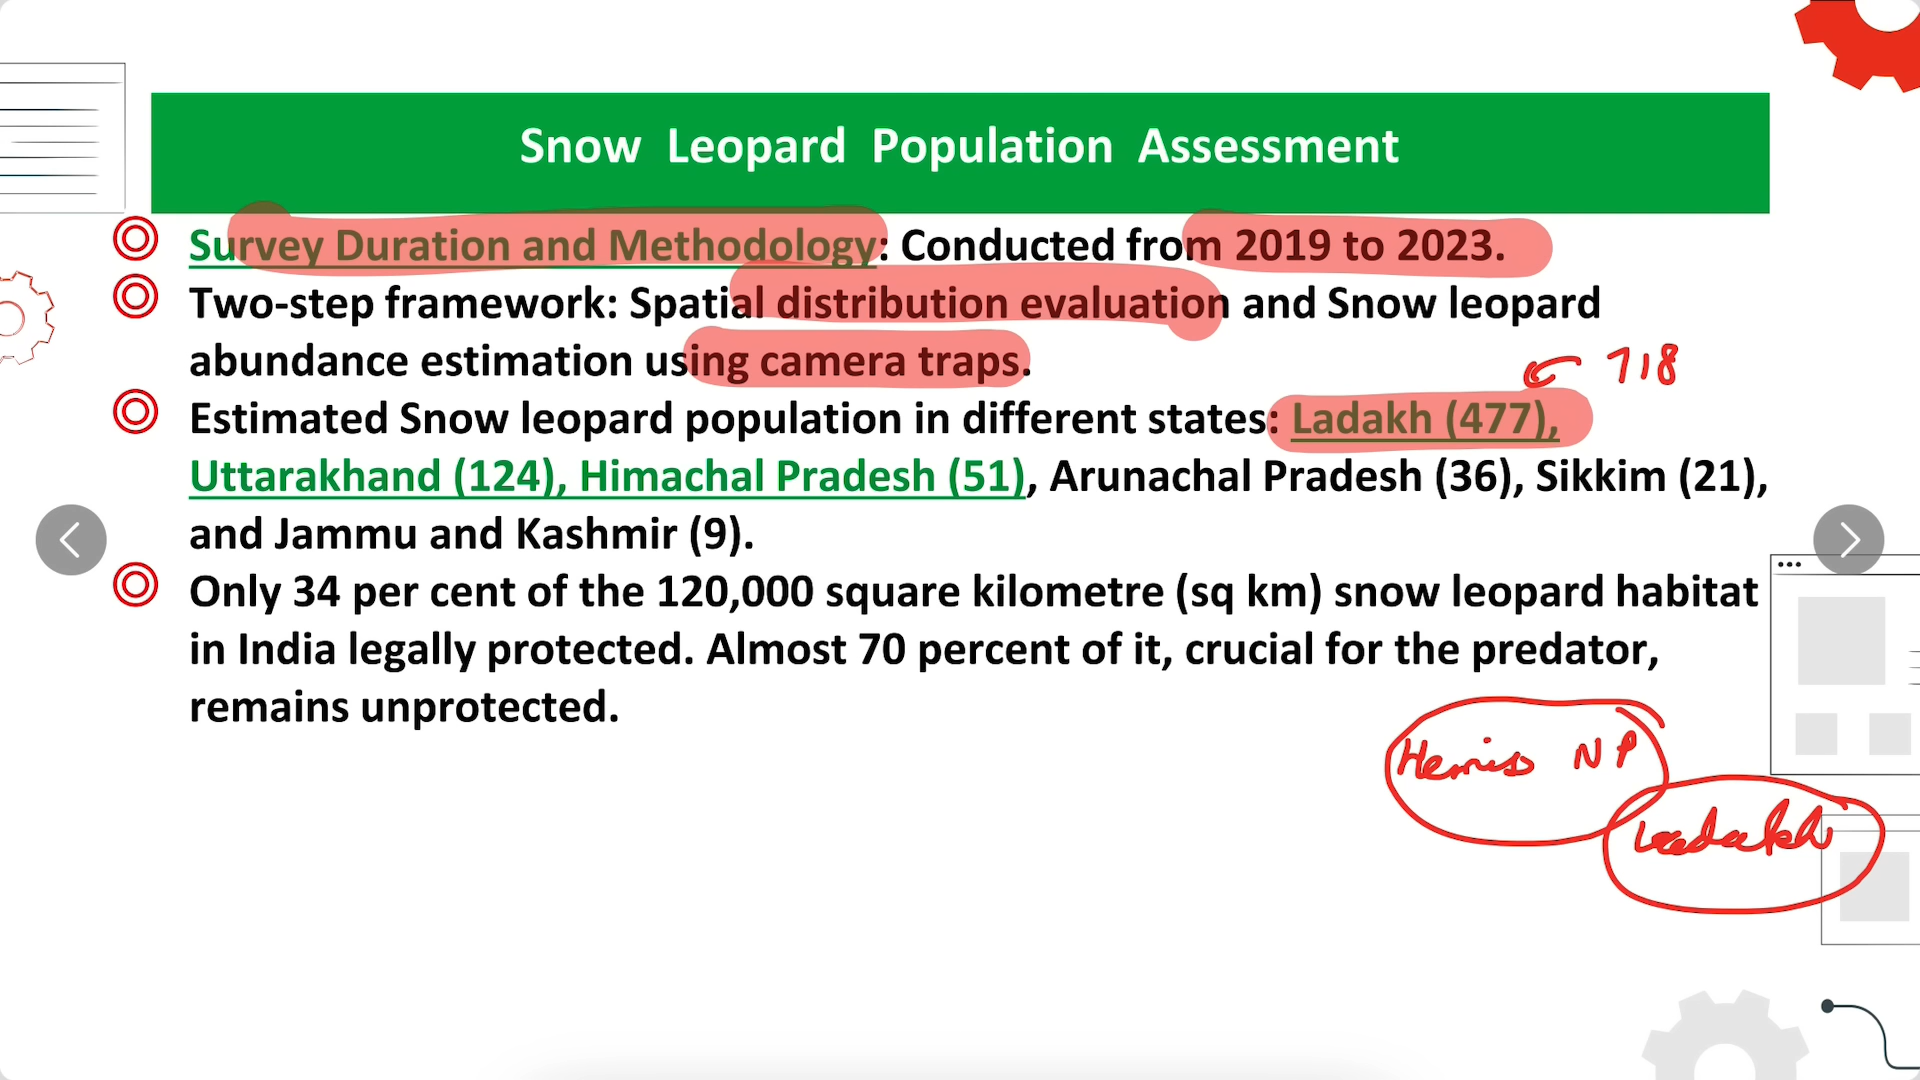 Snow Leopard Population Assessment
Survey Duration and Methodology: Conducted from 2019 to 2023.
Two-step framework: Spatial distribution evaluation and Snow leopard
abundance estimation using camera traps.
718
Estimated Snow leopard population in different states: Ladakh (477),
Uttarakhand (124), Himachal Pradesh (51), Arunachal Pradesh (36), Sikkim (21),
and Jammu and Kashmir (9).
Only 34 per cent of the 120,000 square kilometre (sq km) snow leopard habitat
in India legally protected. Almost 70 percent of it, crucial for the predator,
remains unprotected.
Hemiss NP
Ladakh